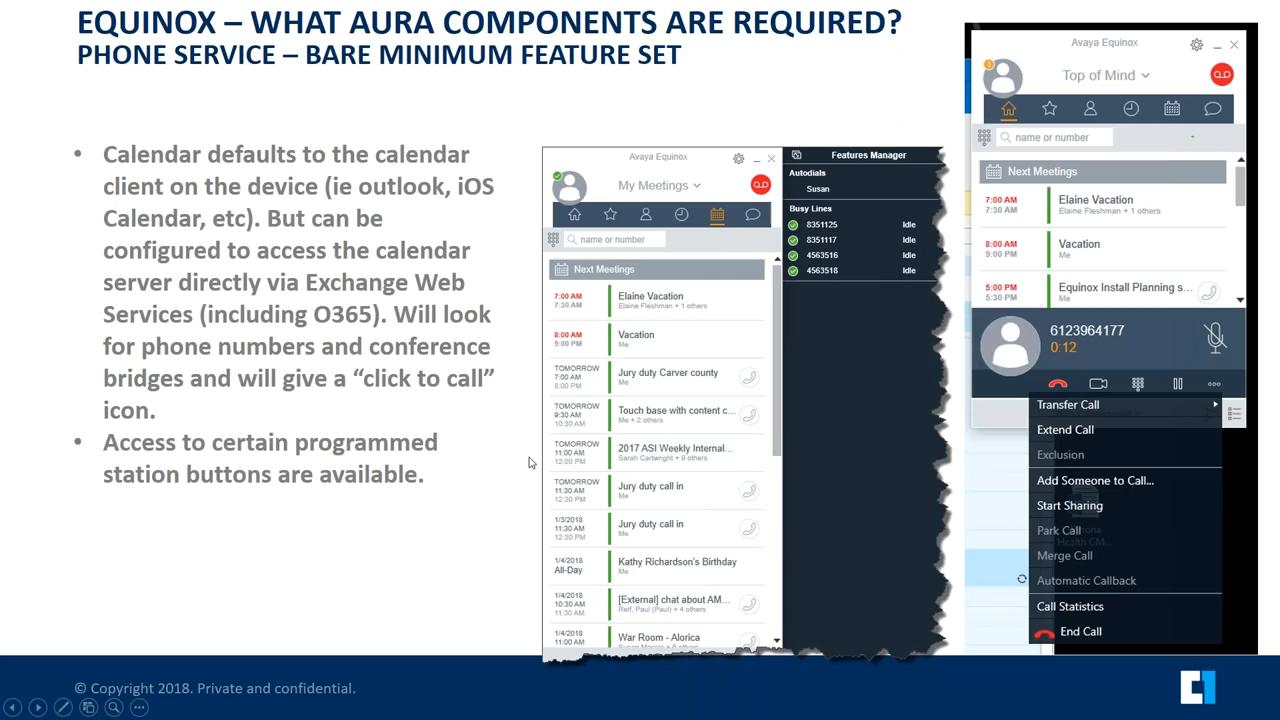 EQUINOX – WHAT AURA COMPONENTS ARE REQUIRED?
PHONE SERVICE – BARE MINIMUM FEATURE SET
• Calendar defaults to the calendar
client on the device (ie outlook, iOS
Calendar, etc). But can be
configured to access the calendar
server directly via Exchange Web
Services (including O365). Will look
for phone numbers and conference
bridges and will give a “click to call”
icon.
• Access to certain programmed
station buttons are available.
Avaya Equinox
My Meetings
name or number
Next Meetings
7:00 AM Elaine Vacation
7:30 AM Elaine Fleshman + 1 others
8:00 AM Vacation
9:00 PM Me
TOMORROW
7:00 AM Jury duty Carver county
8:00 PM Me
TOMORROW
9:30 AM Touch base with content c...
10:30 AM Me + 2 others
TOMORROW
11:00 AM 2017 ASI Weekly Internal...
12:00 PM Sarah Cartwright + 9 others
TOMORROW
11:30 AM Jury duty call in
12:30 PM Me
1/3/2018
11:30 AM Jury duty call in
12:30 PM Me
1/4/2018 Kathy Richardson's Birthday
All-Day Me
1/4/2018
10:30 AM [External] chat about AM...
11:30 AM Reif, Paul (Paul) + 4 others
1/4/2018 War Room - Alorica
11:00 AM
Features Manager
Autodials
Susan
Busy Lines
8351125 Idle
8351117 Idle
4563516 Idle
4563518 Idle
Avaya Equinox
3
Top of Mind
name or number
Next Meetings
7:00 AM Elaine Vacation
7:30 AM Elaine Fleshman + 1 others
8:00 AM Vacation
9:00 PM Me
5:00 PM Equinox Install Planning s...
5:30 PM Me
6123964177
0:12
Transfer Call
Extend Call
Exclusion
Add Someone to Call...
Start Sharing
Park Call
Merge Call
Automatic Callback
Call Statistics
End Call
© Copyright 2018. Private and confidential.